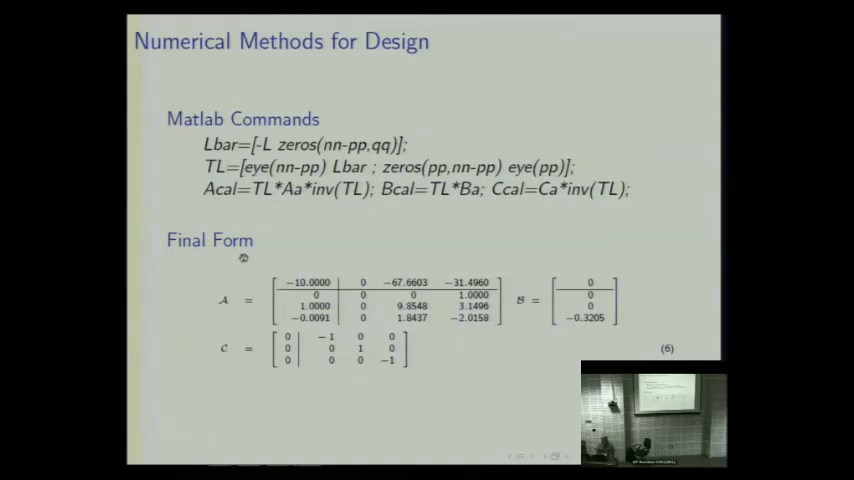 Numerical Methods for Design
Matlab Commands
Lbar=[-L zeros(nn-pp,qq)];
TL=[eye(nn-pp) Lbar ; zeros(pp,nn-pp) eye(pp)];
Acal=TL*Aa*inv(TL); Bcal=TL*Ba; Ccal=Ca*inv(TL);
Final Form
−10.0000 0 −67.6603 −31.4960 0
0 0 0 1.0000 0
𝒜 = ℬ =
1.0000 0 9.8548 3.1496 0
−0.0091 0 1.8437 −2.0158 −0.3205
0 −1 0 0
𝒞 = 0 0 1 0 (6)
0 0 0 −1